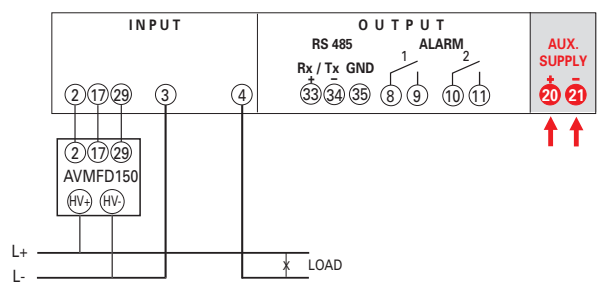 INPUT OUTPUT
RS 485 ALARM AUX.
1 2 SUPPLY
Rx / Tx GND
+ – + –
2 17 29 3 4 33 34 35 8 9 10 11 20 21
2 17 29
AVMFD150
HV+ HV-
L+
x LOAD
L-